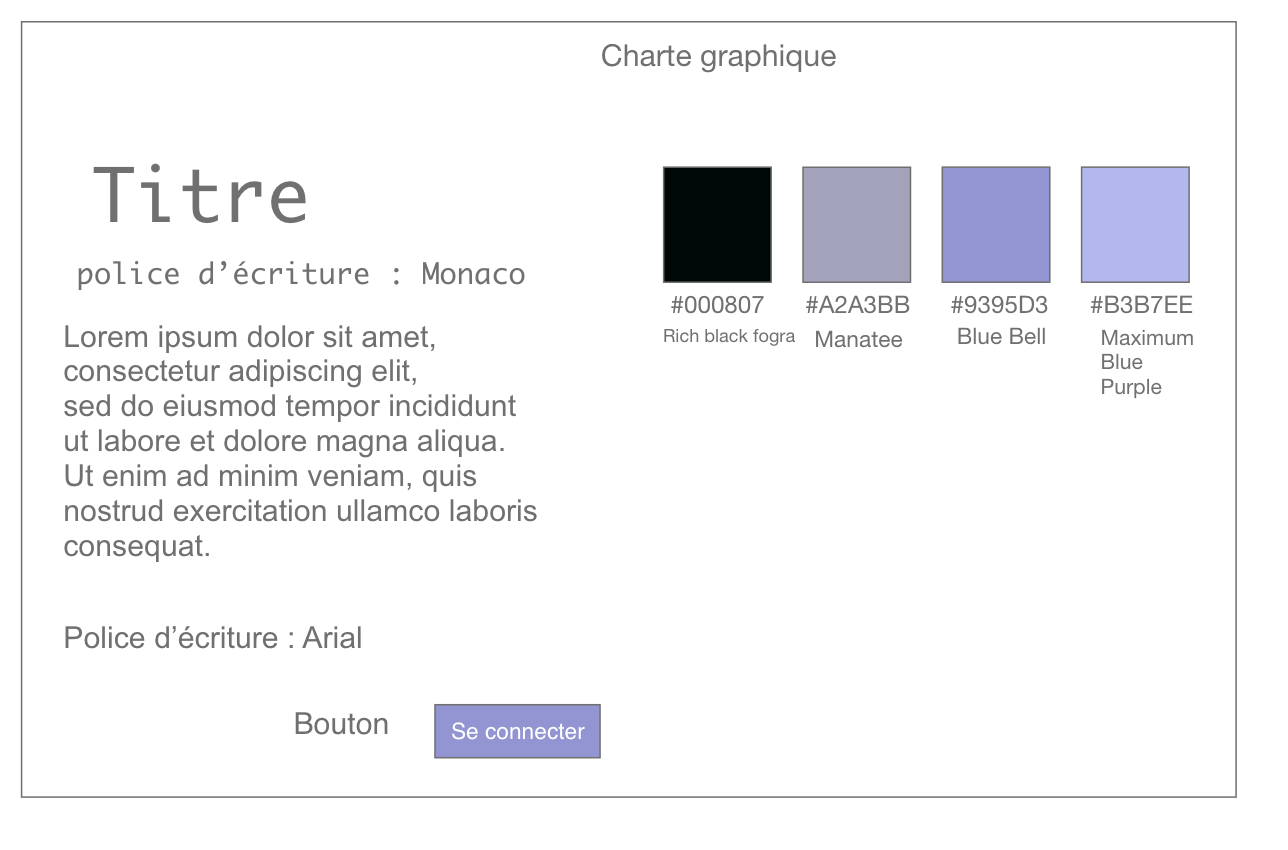 Charte graphique
Titre
police d’écriture : Monaco
Lorem ipsum dolor sit amet,
consectetur adipiscing elit,
sed do eiusmod tempor incididunt
ut labore et dolore magna aliqua.
Ut enim ad minim veniam, quis
nostrud exercitation ullamco laboris
consequat.
Police d’écriture : Arial
Bouton
Se connecter
#000807
Rich black fogra
#A2A3BB
Manatee
#9395D3
Blue Bell
#B3B7EE
Maximum
Blue
Purple